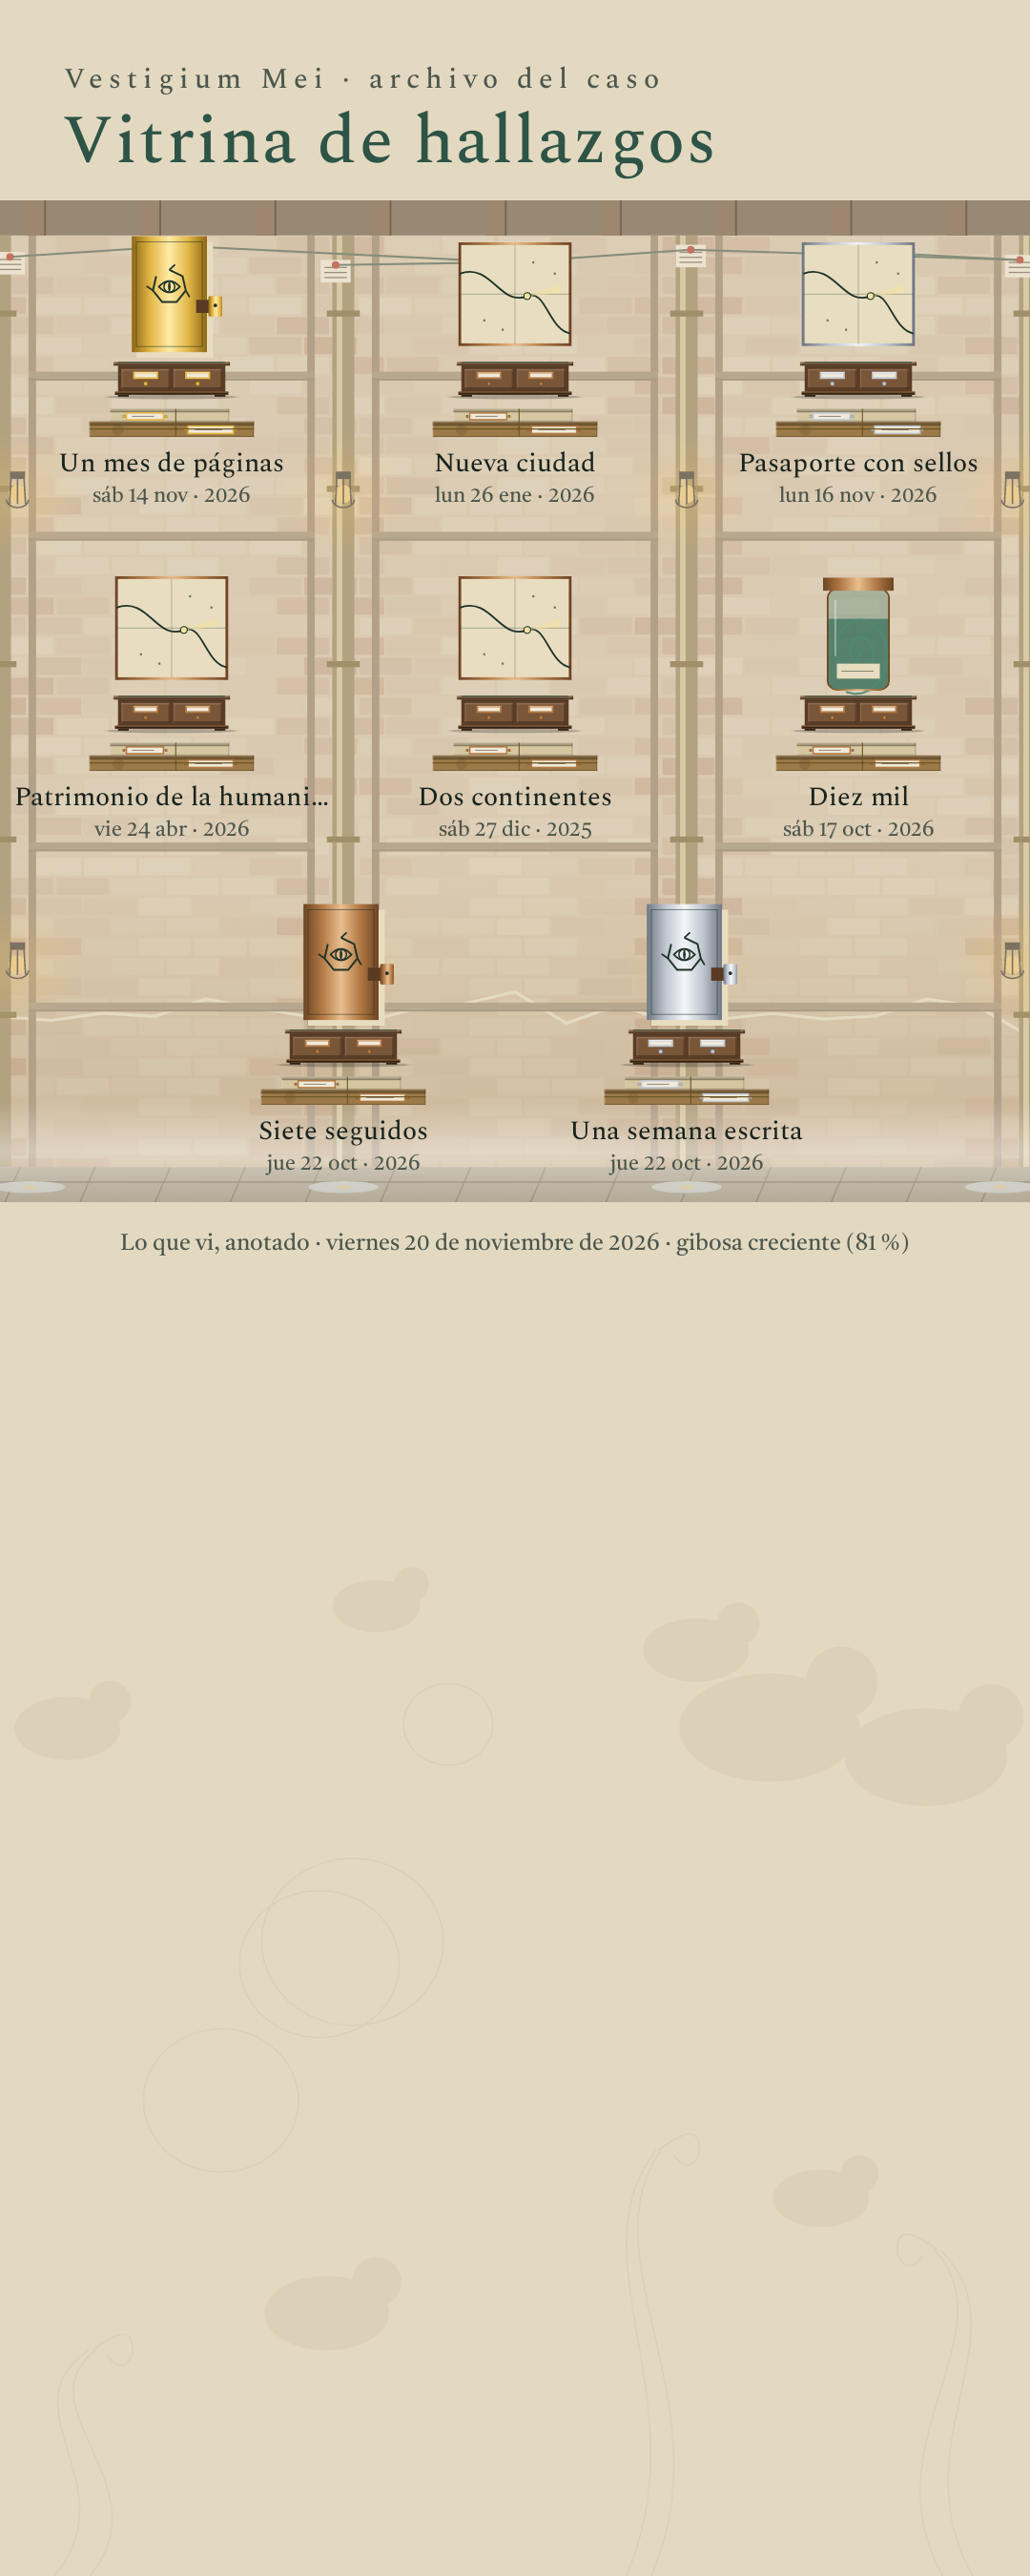 Vestigium Mei · archivo del caso
Vitrina de hallazgos
Un mes de páginas
sáb 14 nov · 2026
Nueva ciudad
lun 26 ene · 2026
Pasaporte con sellos
lun 16 nov · 2026
Patrimonio de la humani...
vie 24 abr · 2026
Dos continentes
sáb 27 dic · 2025
Diez mil
sáb 17 oct · 2026
Siete seguidos
jue 22 oct · 2026
Una semana escrita
jue 22 oct · 2026
Lo que vi, anotado · viernes 20 de noviembre de 2026 · gibosa creciente (81 %)